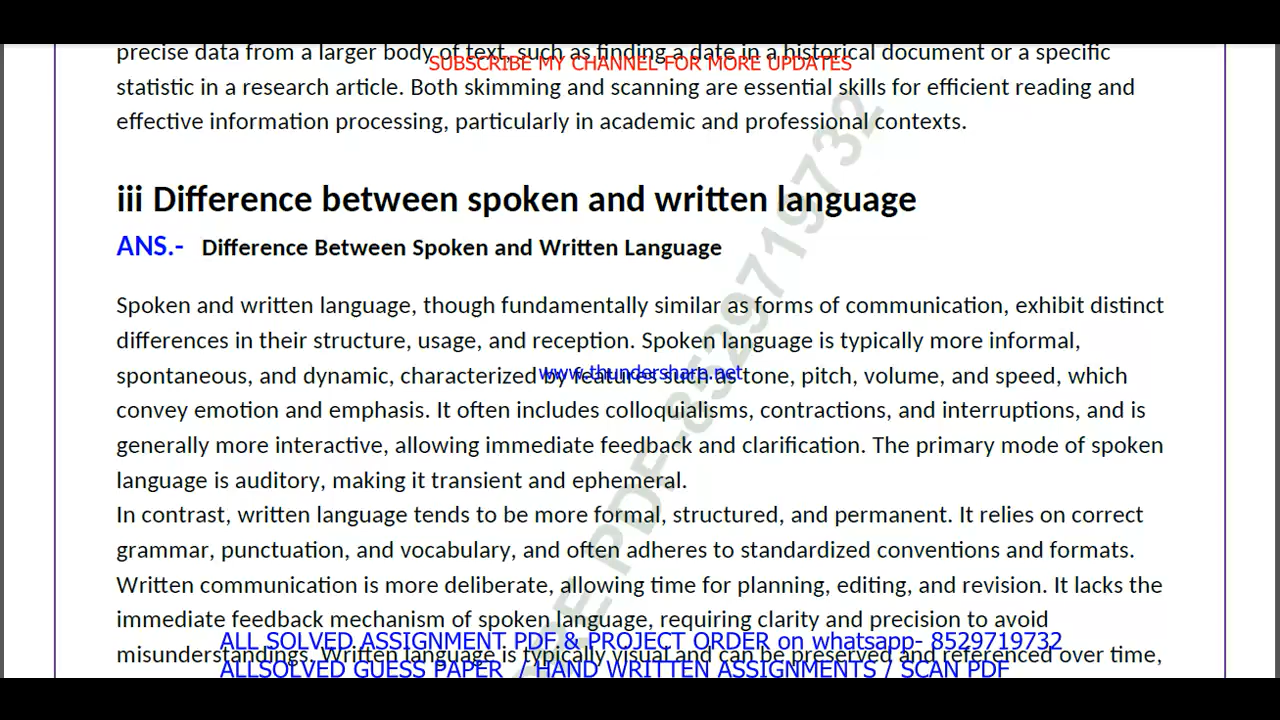 precise data from a larger body of text, such as finding a date in a historical document or a specific
SUBSCRIBE MY CHANNEL FOR MORE UPDATES
statistic in a research article. Both skimming and scanning are essential skills for efficient reading and
effective information processing, particularly in academic and professional contexts.
iii Difference between spoken and written language
ANS.- Difference Between Spoken and Written Language
Spoken and written language, though fundamentally similar as forms of communication, exhibit distinct
differences in their structure, usage, and reception. Spoken language is typically more informal,
spontaneous, and dynamic, characterized by features such as tone, pitch, volume, and speed, which
www.thundershare.net
convey emotion and emphasis. It often includes colloquialisms, contractions, and interruptions, and is
generally more interactive, allowing immediate feedback and clarification. The primary mode of spoken
language is auditory, making it transient and ephemeral.
In contrast, written language tends to be more formal, structured, and permanent. It relies on correct
grammar, punctuation, and vocabulary, and often adheres to standardized conventions and formats.
Written communication is more deliberate, allowing time for planning, editing, and revision. It lacks the
immediate feedback mechanism of spoken language, requiring clarity and precision to avoid
ALL SOLVED ASSIGNMENT PDF & PROJECT ORDER on whatsapp- 8529719732
misunderstandings. Written language is typically visual and can be preserved and referenced over time,
ALLSOLVED GUESS PAPER / HAND WRITTEN ASSIGNMENTS / SCAN PDF
PDF -8529719732